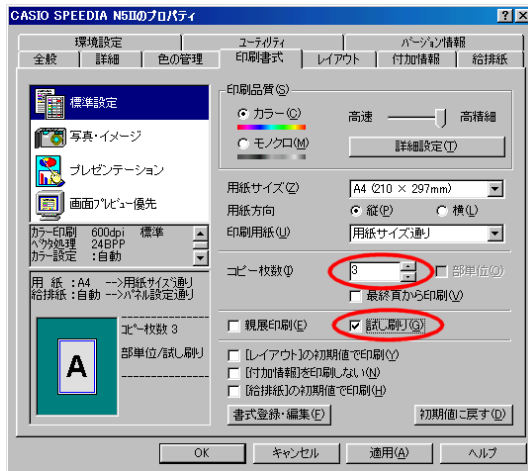 CASIO SPEEDIA N5Ⅱのプロパティ
環境設定 ユーティリティ バージョン情報
全般 詳細 色の管理 印刷書式 レイアウト 付加情報 給排紙
標準設定
写真・イメージ
プレゼンテーション
画面プレビュー優先
カラー印刷 600dpi 標準
ベクタ処理 24BPP
カラー設定 :自動
用 紙 :A4 -->用紙サイズ通り
給排紙 :自動 -->パネル設定通り
コピー枚数 3
部単位/試し刷り
A
印刷品質(S)
カラー(C)
高速 高精細
モノクロ(M)
詳細設定(T)
用紙サイズ(Z) A4 (210 × 297mm)
用紙方向 縦(P) 横(L)
印刷用紙(U) 用紙サイズ通り
コピー枚数(I) 3 部単位(O)
最終頁から印刷(V)
親展印刷(E) 試し刷り(G)
[レイアウト]の初期値で印刷(Y)
[付加情報]を印刷しない(N)
[給排紙]の初期値で印刷(H)
書式登録・編集(F) 初期値に戻す(D)
OK キャンセル 適用(A) ヘルプ